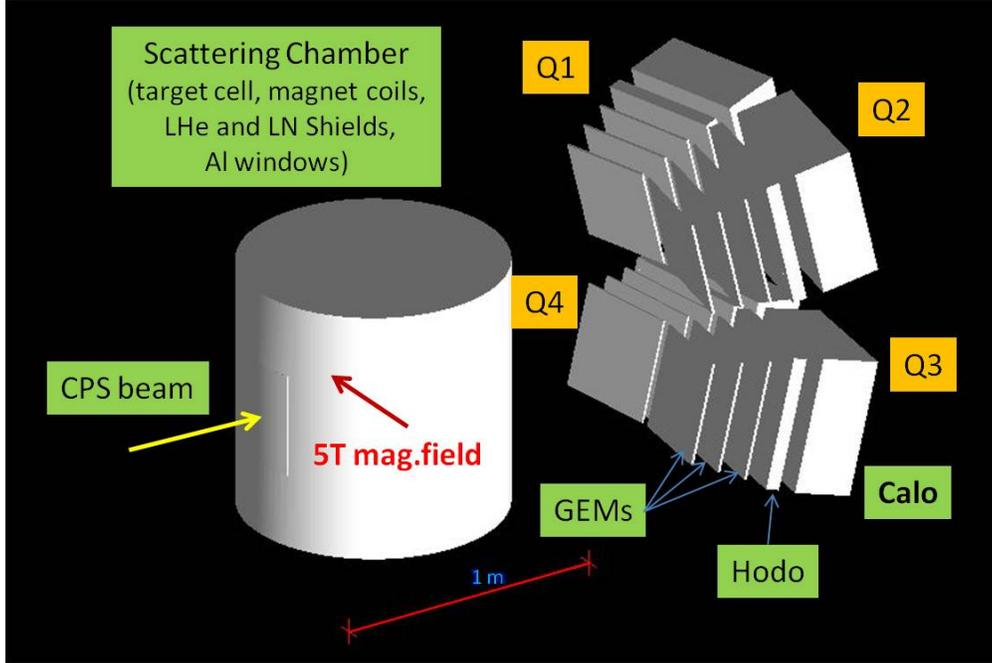 Scattering Chamber
(target cell, magnet coils,
LHe and LN Shields,
Al windows)
Q1
Q2
Q4
Q3
CPS beam
5T mag.field
GEMs
Calo
Hodo
1 m